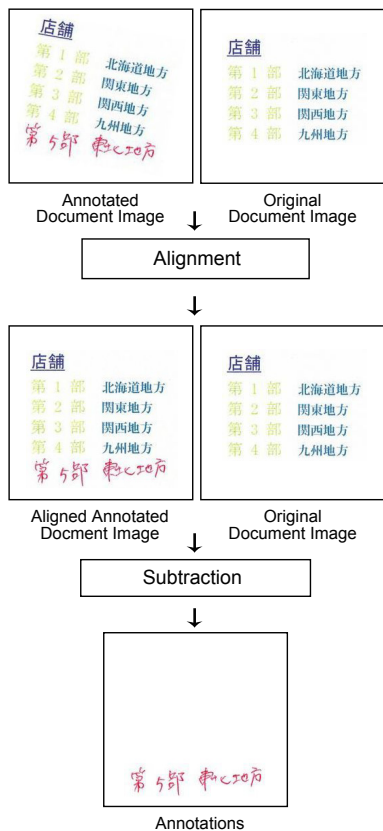 店舗
第 1 部 北海道地方
第 2 部 関東地方
第 3 部 関西地方
第 4 部 九州地方
第 5 部 東北地方
店舗
第 1 部 北海道地方
第 2 部 関東地方
第 3 部 関西地方
第 4 部 九州地方
Annotated
Document Image
Original
Document Image
Alignment
店舗
第 1 部 北海道地方
第 2 部 関東地方
第 3 部 関西地方
第 4 部 九州地方
第 5 部 東北地方
店舗
第 1 部 北海道地方
第 2 部 関東地方
第 3 部 関西地方
第 4 部 九州地方
Aligned Annotated
Docment Image
Original
Document Image
Subtraction
第 5 部 東北地方
Annotations